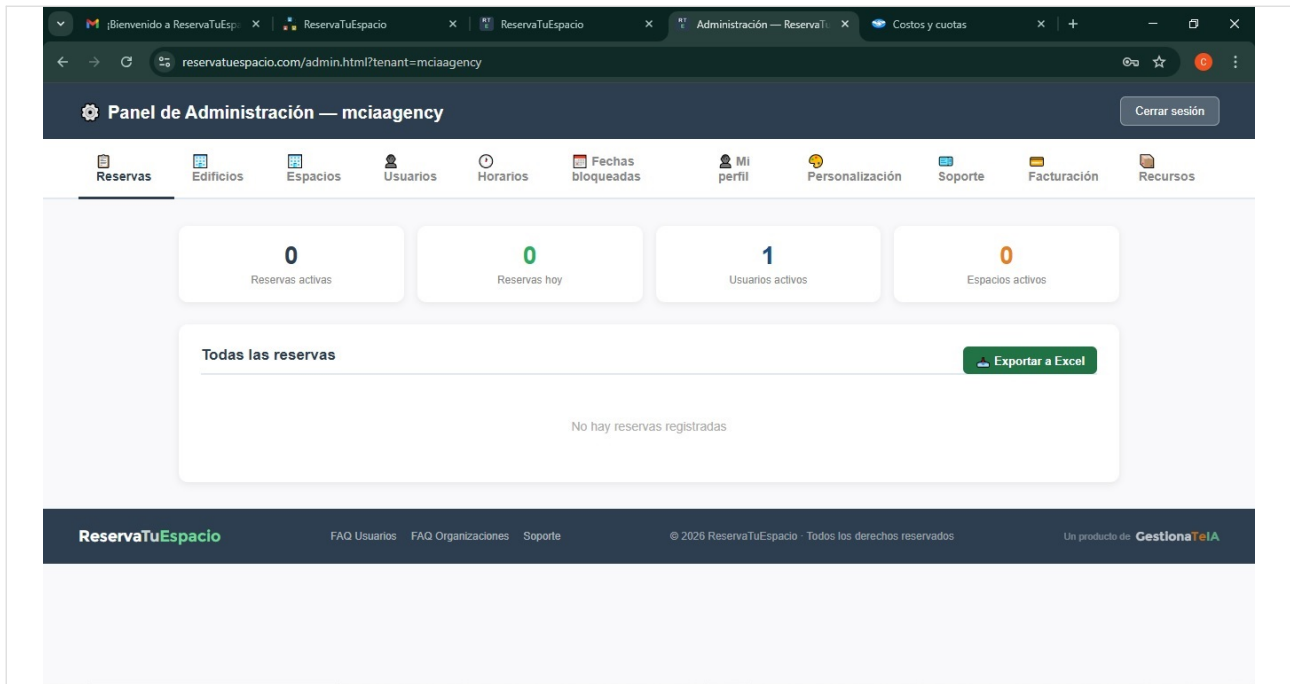 ¡Bienvenido a ReservaTuEsp
ReservaTuEspacio
ReservaTuEspacio
Administración — ReservaTu
Costos y cuotas
reservatuespacio.com/admin.html?tenant=mciaagency
C
Panel de Administración — mciaagency
Cerrar sesión
Reservas
Edificios
Espacios
Usuarios
Horarios
Fechas
bloqueadas
Mi
perfil
Personalización
Soporte
Facturación
Recursos
0
Reservas activas
0
Reservas hoy
1
Usuarios activos
0
Espacios activos
Todas las reservas
Exportar a Excel
No hay reservas registradas
ReservaTuEspacio
FAQ Usuarios FAQ Organizaciones Soporte
© 2026 ReservaTuEspacio · Todos los derechos reservados
Un producto de GestionaTeIA